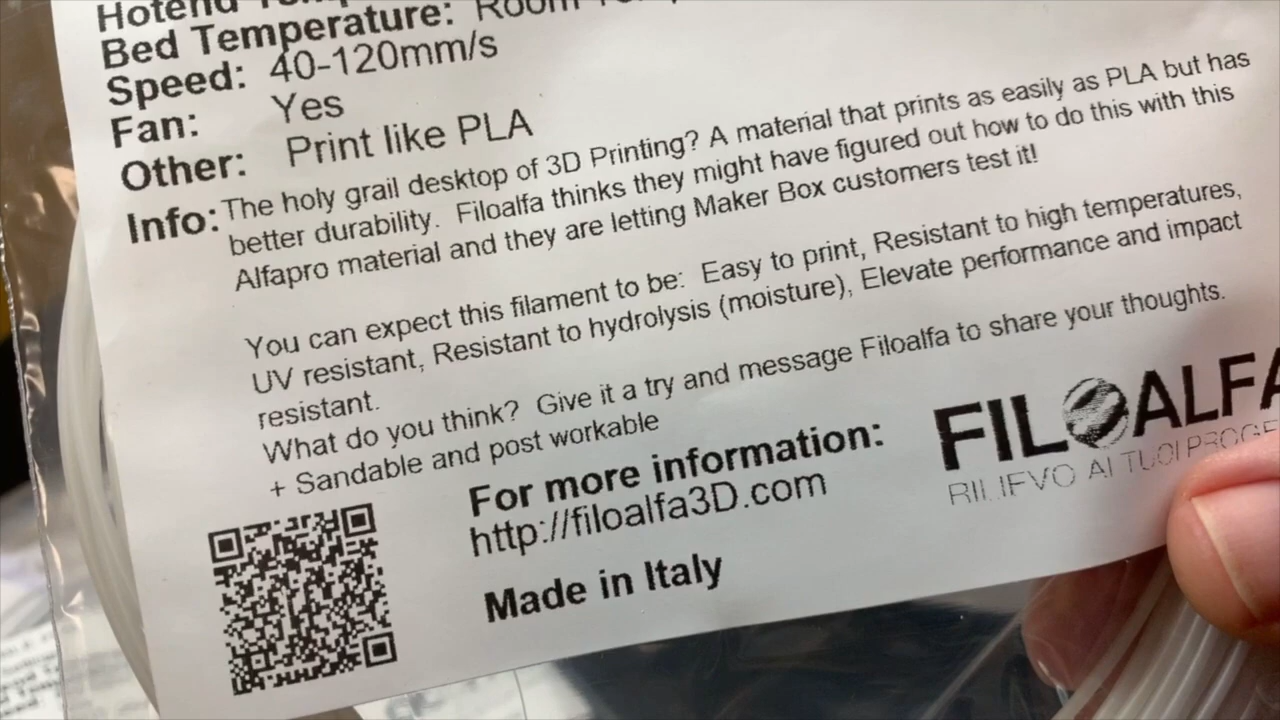 Hotend
Bed Temperature: Room
Speed: 40-120mm/s
Fan: Yes
Other: Print like PLA
Info: The holy grail desktop of 3D Printing? A material that prints as easily as PLA but has
better durability. Filoalfa thinks they might have figured out how to do this with this
Alfapro material and they are letting Maker Box customers test it!
You can expect this filament to be: Easy to print, Resistant to high temperatures,
UV resistant, Resistant to hydrolysis (moisture), Elevate performance and impact
resistant.
What do you think? Give it a try and message Filoalfa to share your thoughts.
+ Sandable and post workable
For more information:
http://filoalfa3D.com
Made in Italy
FILOALFA
AI TUOI